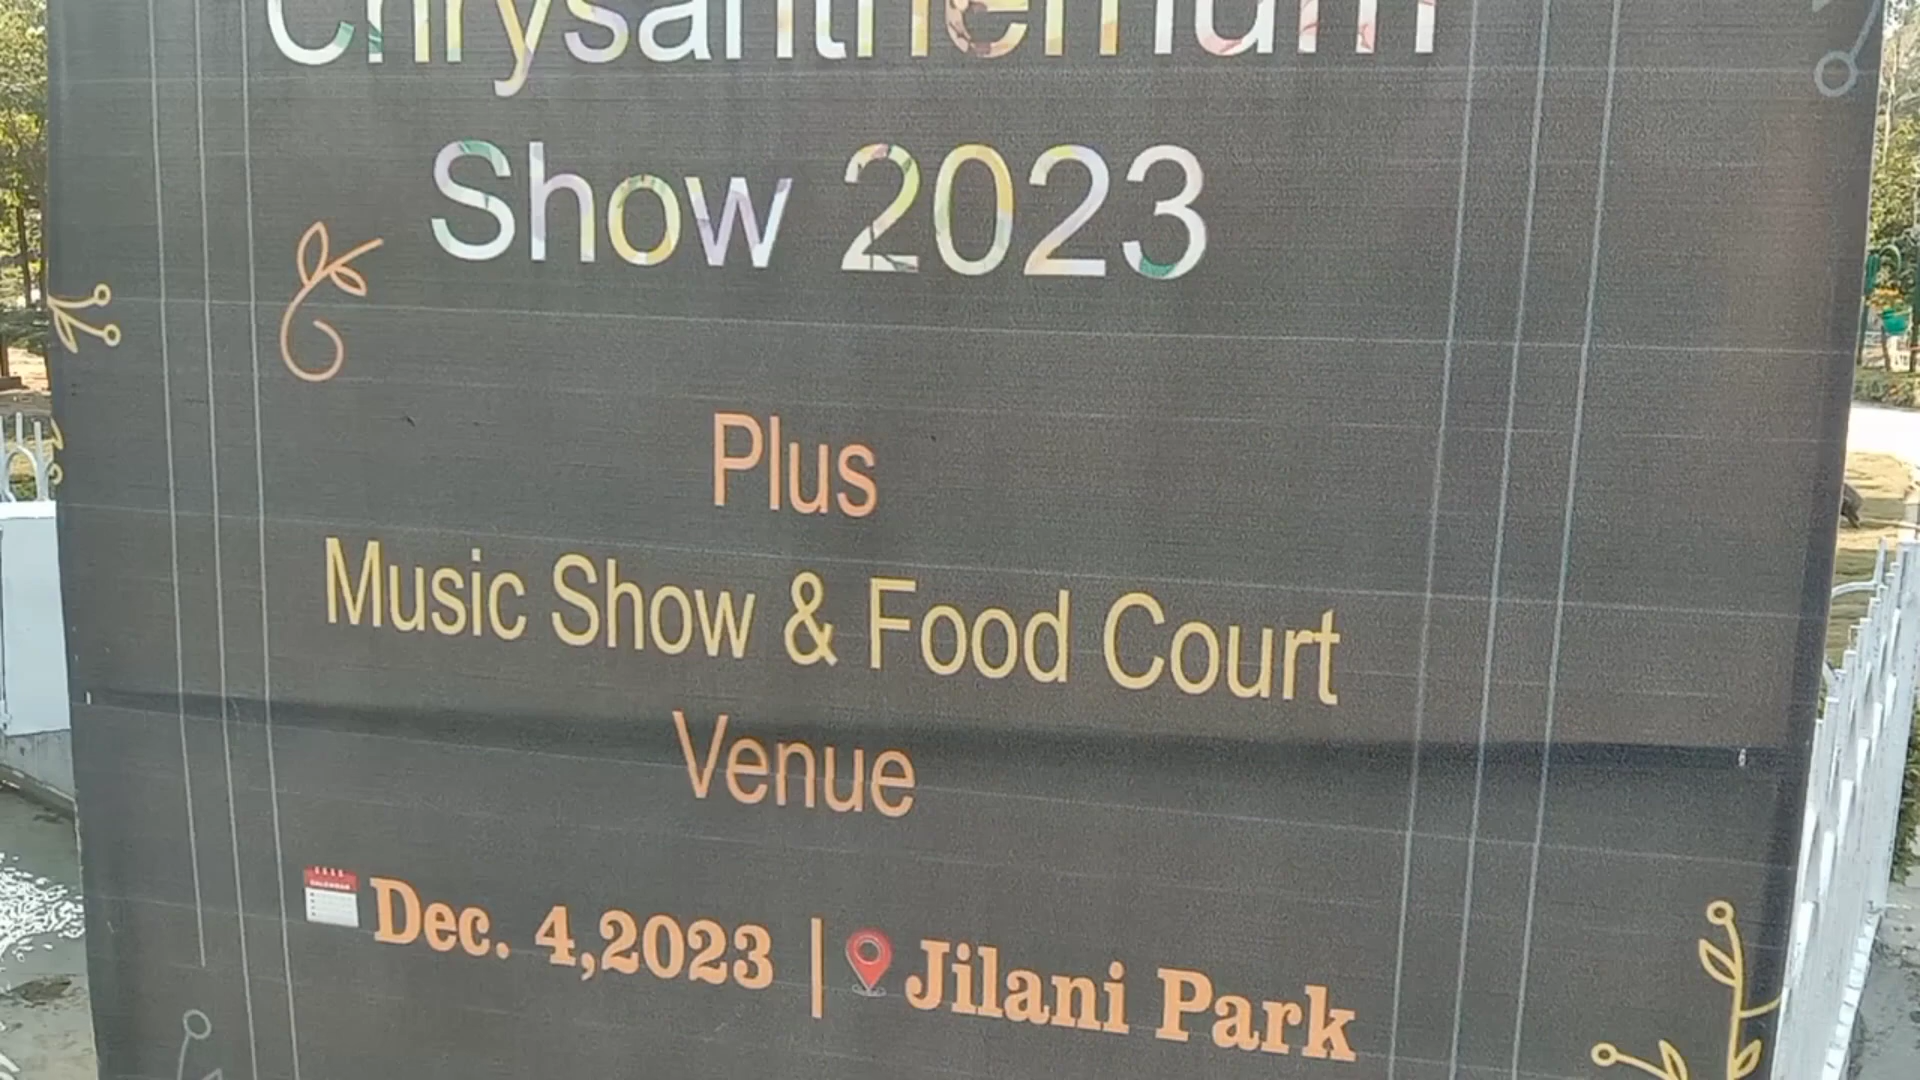 Chrysanthemum
Show 2023
Plus
Music Show & Food Court
Venue
Dec. 4,2023 | Jilani Park